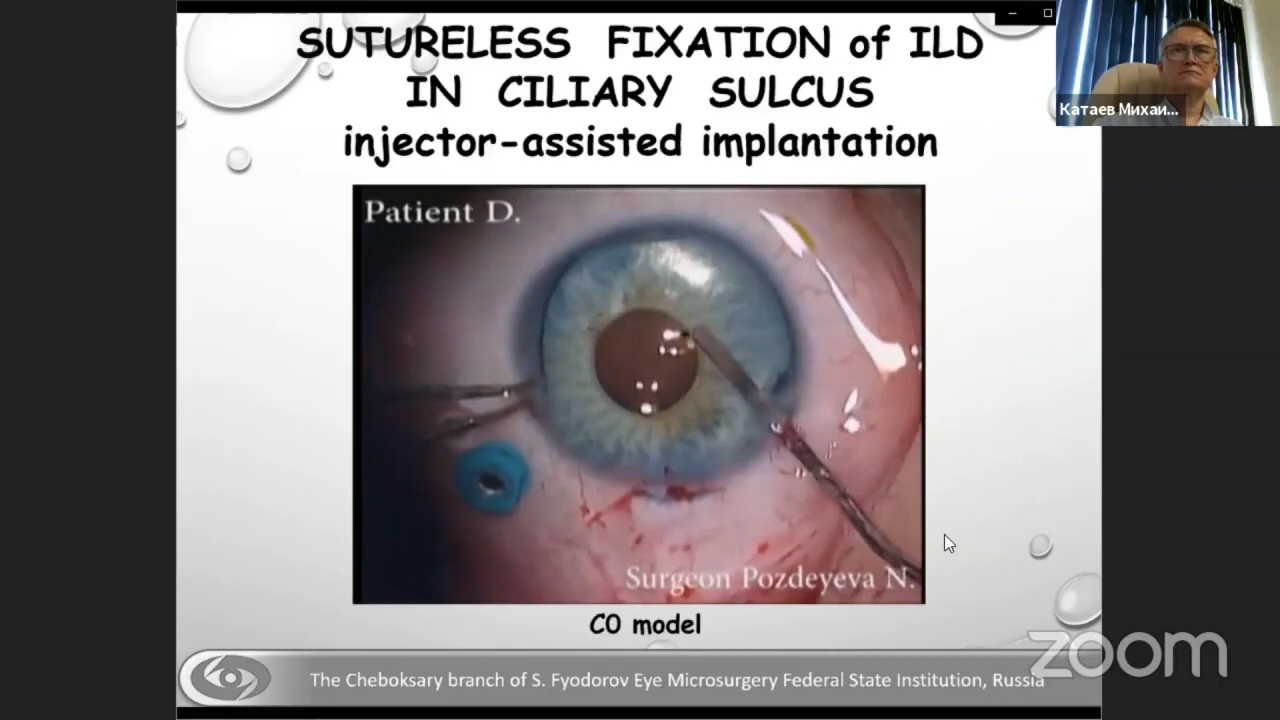 SUTURELESS FIXATION of ILD
IN CILIARY SULCUS
injector-assisted implantation
Катаев Михаи...
Patient D.
Surgeon Pozdeyeva N.
C0 model
The Cheboksary branch of S. Fyodorov Eye Microsurgery Federal State Institution, Russia
zoom